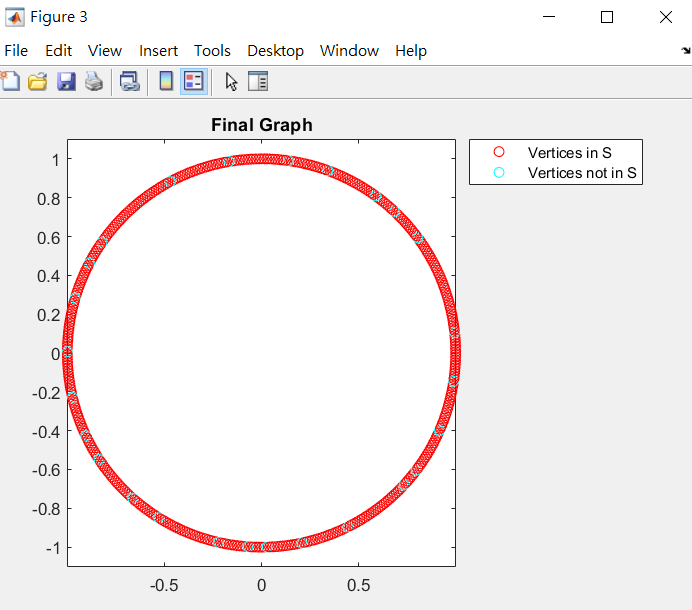 Figure 3
File Edit View Insert Tools Desktop Window Help
Final Graph
1
0.8
0.6
0.4
0.2
0
-0.2
-0.4
-0.6
-0.8
-1
-0.5 0 0.5
Vertices in S
Vertices not in S